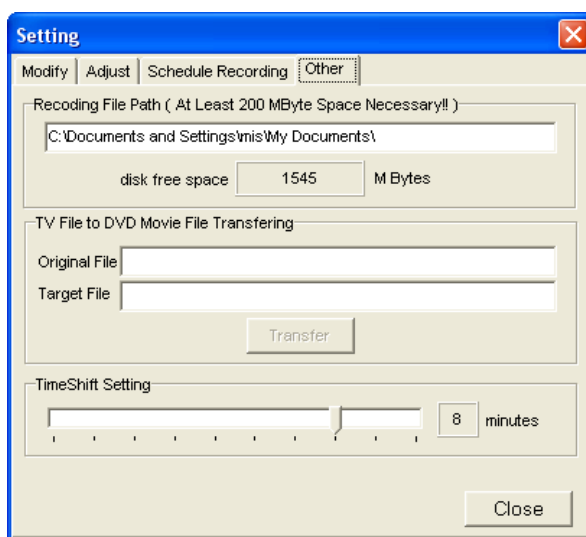 Setting
Modify Adjust Schedule Recording Other
Recoding File Path ( At Least 200 MByte Space Necessary!! )
C:\Documents and Settings\mis\My Documents\
disk free space 1545 M Bytes
TV File to DVD Movie File Transfering
Original File
Target File
Transfer
TimeShift Setting
8 minutes
Close